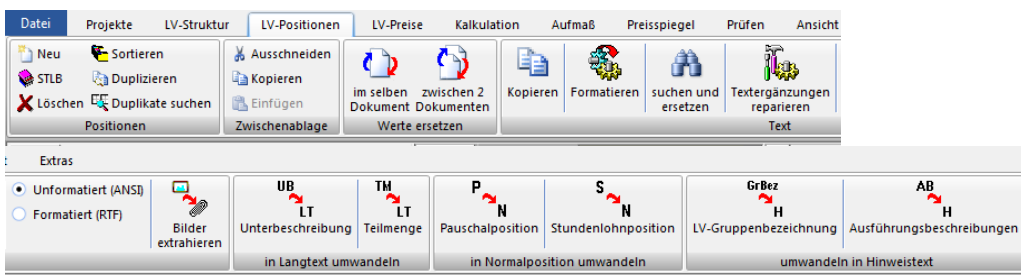 Datei Projekte LV-Struktur LV-Positionen LV-Preise Kalkulation Aufmaß Preisspiegel Prüfen Ansicht
Neu Sortieren Ausschneiden
STLB Duplizieren Kopieren
im selben zwischen 2 Kopieren Formatieren suchen und Textergänzungen
Löschen Duplikate suchen Einfügen Dokument Dokumenten ersetzen reparieren
Positionen Zwischenablage Werte ersetzen Text
Extras
UB TM P S GrBez AB
Unformatiert (ANSI)
Formatiert (RTF) LT LT N N H H
Bilder Unterbeschreibung Teilmenge Pauschalposition Stundenlohnposition LV-Gruppenbezeichnung Ausführungsbeschreibungen
extrahieren
in Langtext umwandeln in Normalposition umwandeln umwandeln in Hinweistext